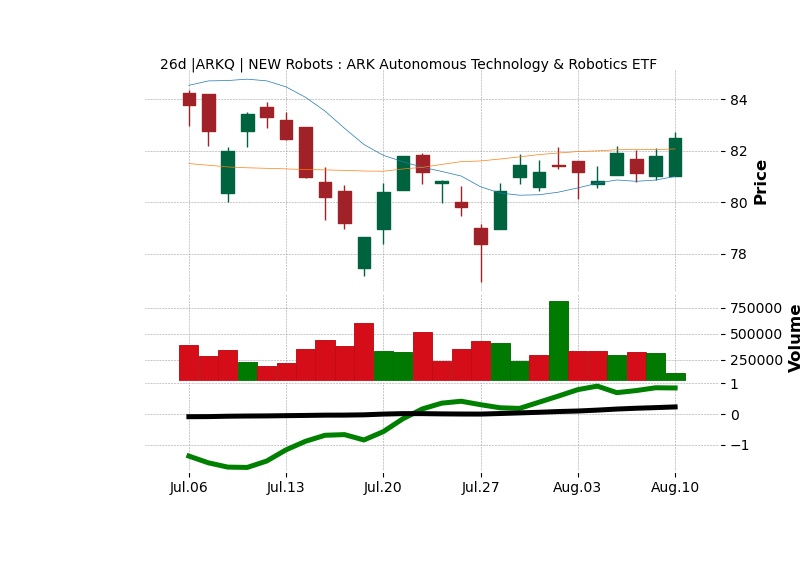 26d |ARKQ | NEW Robots : ARK Autonomous Technology & Robotics ETF
84
82
80
78
Price
750000
500000
250000
Volume
1
0
−1
Jul.06 Jul.13 Jul.20 Jul.27 Aug.03 Aug.10